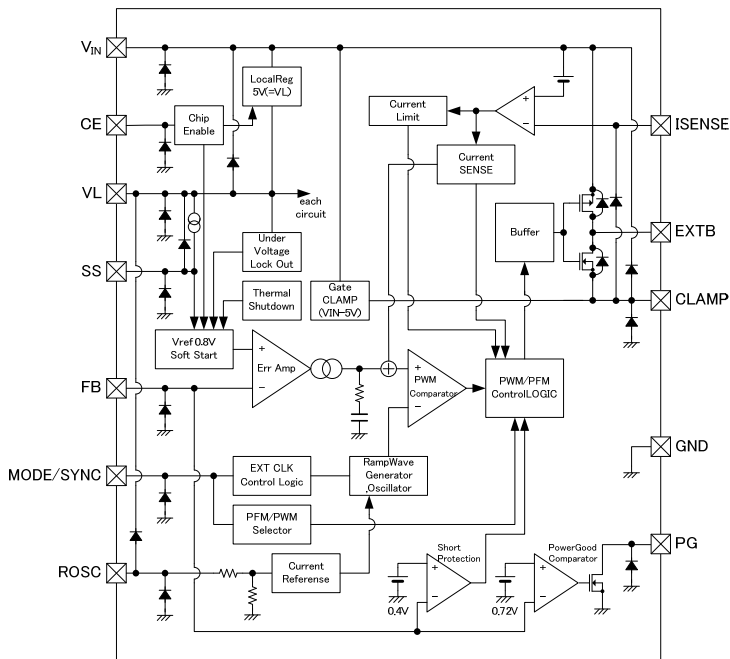 VIN
CE
VL
SS
FB
MODE/SYNC
ROSC
ISENSE
EXTB
CLAMP
GND
PG
LocalReg
5V(=VL)
Chip
Enable
each
circuit
Under
Voltage
Lock Out
Thermal
Shutdown
Vref 0.8V
Soft Start
Gate
CLAMP
(VIN-5V)
Current
Limit
Current
SENSE
+
−
Buffer
+
Err Amp
−
+
PWM
Comparator
−
PWM/PFM
ControlLOGIC
EXT CLK
Control Logic
RampWave
Generator
.Oscillator
PFM/PWM
Selector
Current
Referense
Short
Protection
+
−
0.4V
PowerGood
Comparator
+
−
0.72V